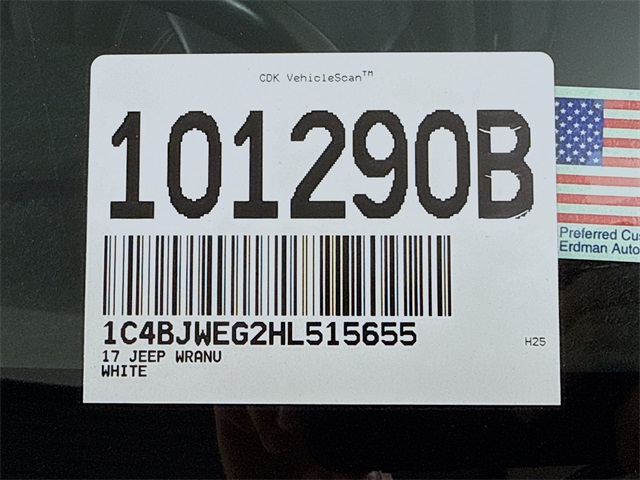 CDK VehicleScan™
101290B
1C4BJWEG2HL515655
17 JEEP WRANU
WHITE
H25
Preferred Cus
Erdman Auto